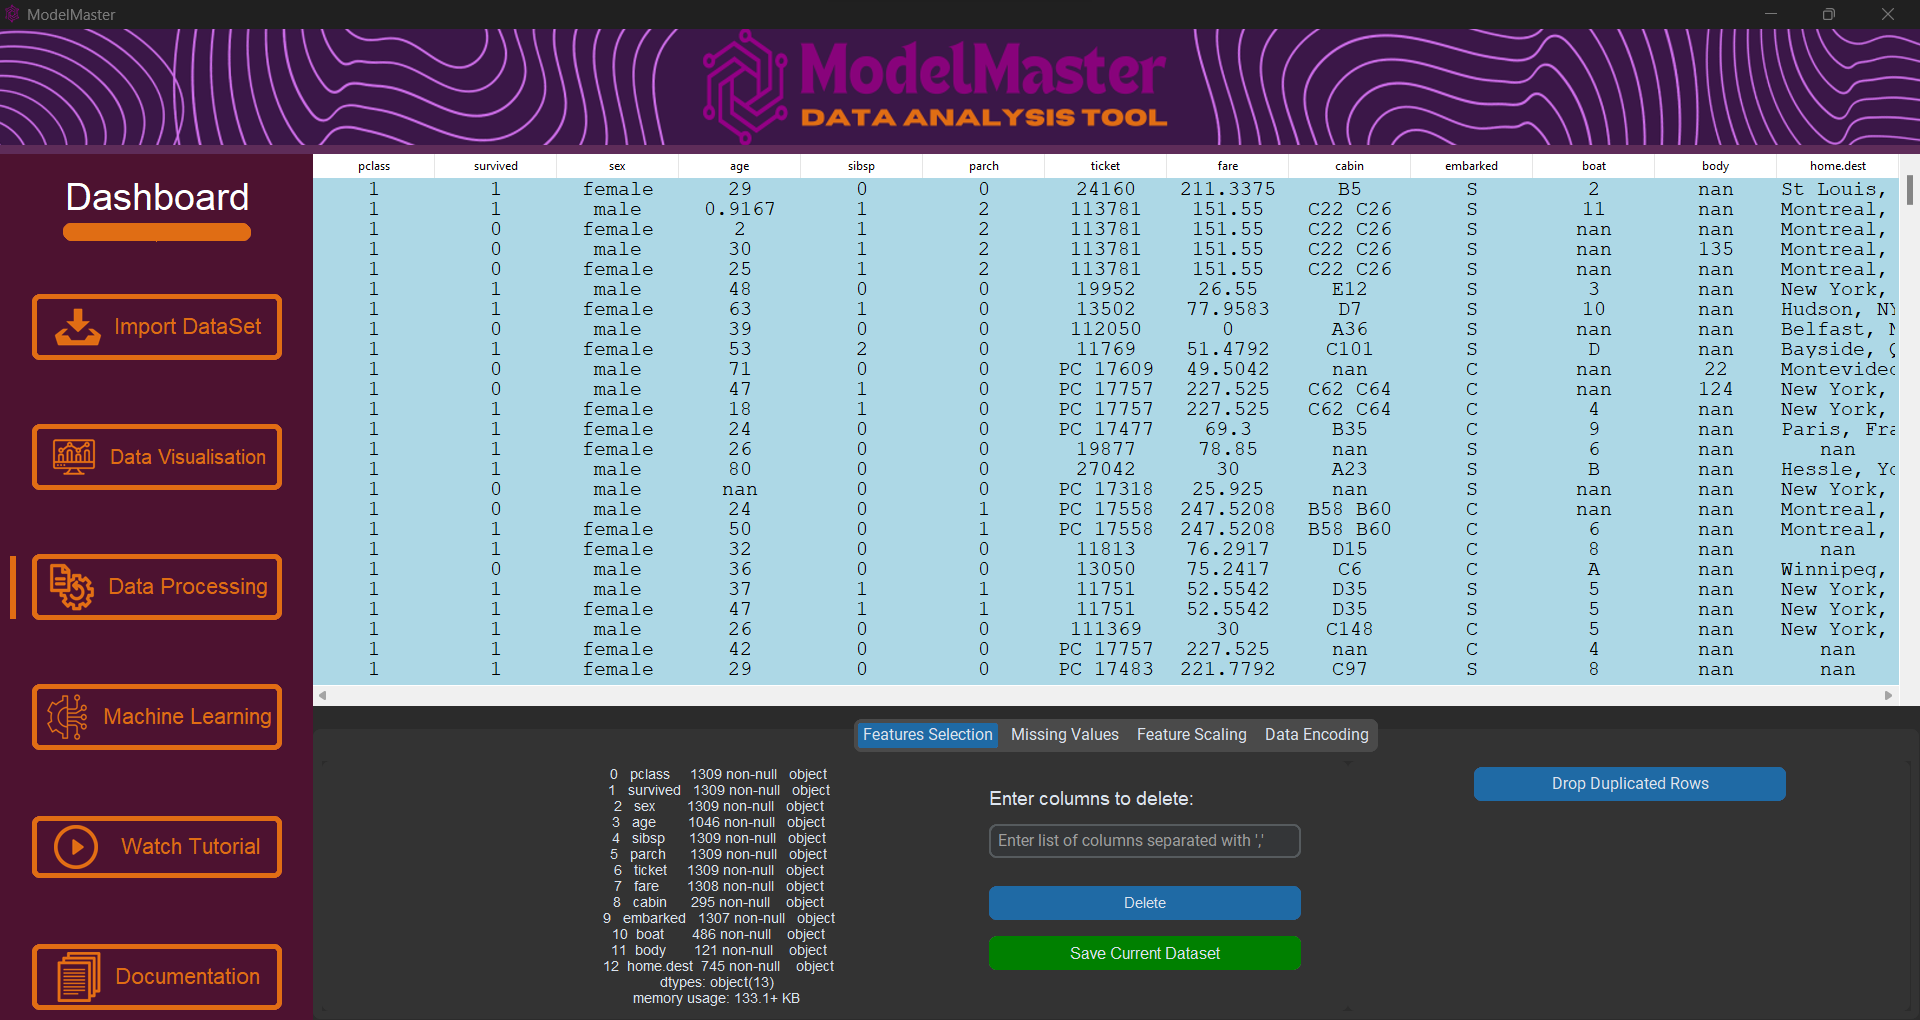 ModelMaster
ModelMaster
DATA ANALYSIS TOOL
Dashboard
Import DataSet
Data Visualisation
Data Processing
Machine Learning
Watch Tutorial
Documentation
pclass survived sex age sibsp parch ticket fare cabin embarked boat body home.dest
1 1 female 29 0 0 24160 211.3375 B5 S 2 nan St Louis,
1 1 male 0.9167 1 2 113781 151.55 C22 C26 S 11 nan Montreal,
1 0 female 2 1 2 113781 151.55 C22 C26 S nan nan Montreal,
1 0 male 30 1 2 113781 151.55 C22 C26 S nan 135 Montreal,
1 0 female 25 1 2 113781 151.55 C22 C26 S nan nan Montreal,
1 1 male 48 0 0 19952 26.55 E12 S 3 nan New York,
1 1 female 63 1 0 13502 77.9583 D7 S 10 nan Hudson, NY
1 0 male 39 0 0 112050 0 A36 S nan nan Belfast, N
1 1 female 53 2 0 11769 51.4792 C101 S D nan Bayside, Q
1 0 male 71 0 0 PC 17609 49.5042 nan C nan 22 Montevideo
1 0 male 47 1 0 PC 17757 227.525 C62 C64 C nan 124 New York,
1 1 female 18 1 0 PC 17757 227.525 C62 C64 C 4 nan New York,
1 1 female 24 0 0 PC 17477 69.3 B35 C 9 nan Paris, Fra
1 1 female 26 0 0 19877 78.85 nan S 6 nan nan
1 1 male 80 0 0 27042 30 A23 S B nan Hessle, Yo
1 0 male nan 0 0 PC 17318 25.925 nan S nan nan New York,
1 0 male 24 0 1 PC 17558 247.5208 B58 B60 C nan nan Montreal,
1 1 female 50 0 1 PC 17558 247.5208 B58 B60 C 6 nan Montreal,
1 1 female 32 0 0 11813 76.2917 D15 C 8 nan nan
1 0 male 36 0 0 13050 75.2417 C6 C A nan Winnipeg,
1 1 male 37 1 1 11751 52.5542 D35 S 5 nan New York,
1 1 female 47 1 1 11751 52.5542 D35 S 5 nan New York,
1 1 male 26 0 0 111369 30 C148 C 5 nan New York,
1 1 female 42 0 0 PC 17757 227.525 nan C 4 nan nan
1 1 female 29 0 0 PC 17483 221.7792 C97 S 8 nan nan
Features Selection Missing Values Feature Scaling Data Encoding
0 pclass 1309 non-null object
1 survived 1309 non-null object
2 sex 1309 non-null object
3 age 1046 non-null object
4 sibsp 1309 non-null object
5 parch 1309 non-null object
6 ticket 1309 non-null object
7 fare 1308 non-null object
8 cabin 295 non-null object
9 embarked 1307 non-null object
10 boat 486 non-null object
11 body 121 non-null object
12 home.dest 745 non-null object
dtypes: object(13)
memory usage: 133.1+ KB
Enter columns to delete:
Enter list of columns separated with ','
Delete
Save Current Dataset
Drop Duplicated Rows